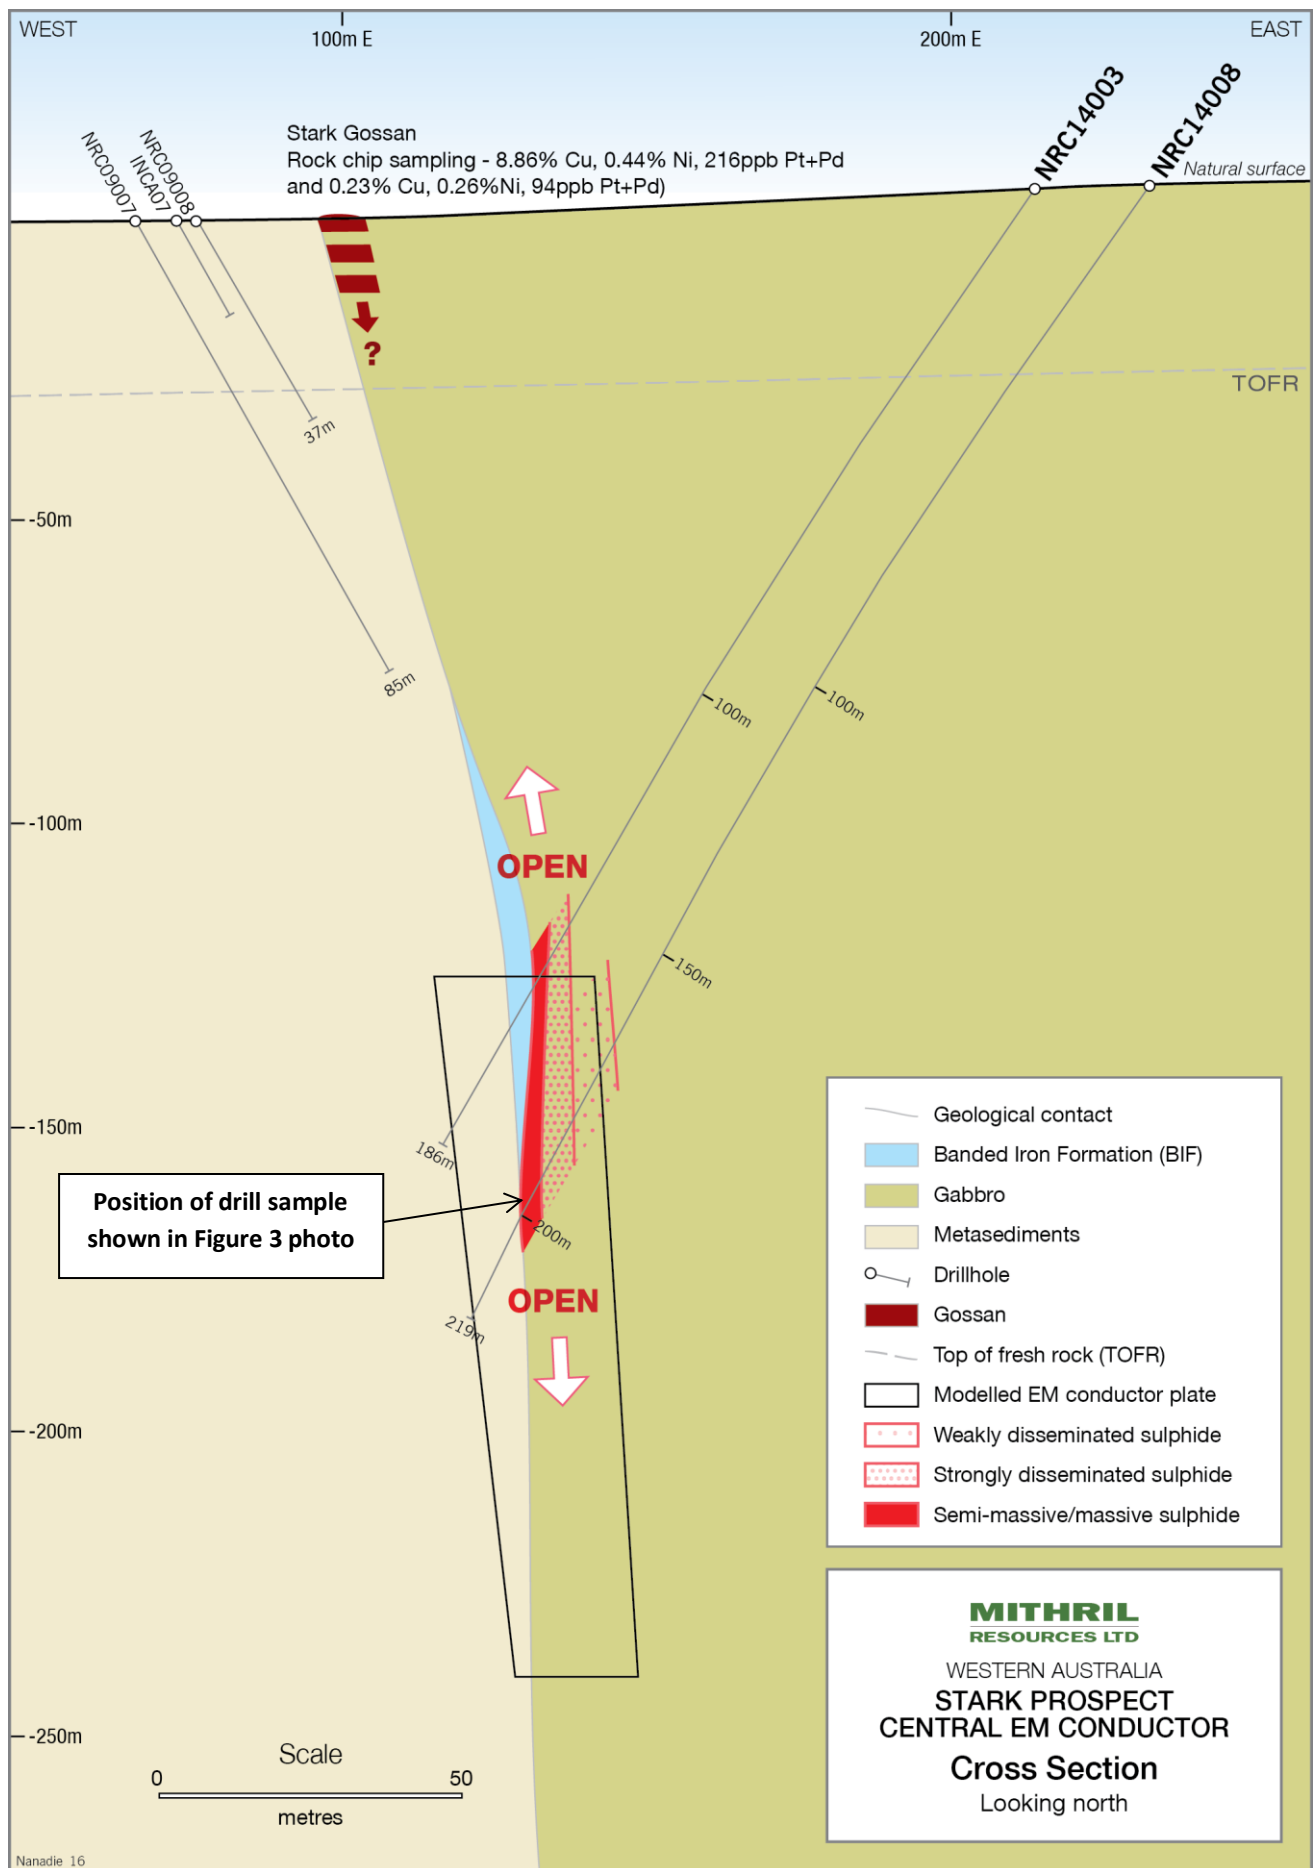 WEST
100m E
200m E
EAST
NRC09007
INCA07
NRC09008
Stark Gossan
Rock chip sampling - 8.86% Cu, 0.44% Ni, 216ppb Pt+Pd
and 0.23% Cu, 0.26%Ni, 94ppb Pt+Pd)
NRC14003
NRC14008
Natural surface
?
TOFR
37m
-50m
85m
100m
100m
-100m
OPEN
150m
-150m
186m
Position of drill sample
shown in Figure 3 photo
200m
OPEN
219m
-200m
-250m
Geological contact
Banded Iron Formation (BIF)
Gabbro
Metasediments
Drillhole
Gossan
Top of fresh rock (TOFR)
Modelled EM conductor plate
Weakly disseminated sulphide
Strongly disseminated sulphide
Semi-massive/massive sulphide
MITHRIL
RESOURCES LTD
WESTERN AUSTRALIA
STARK PROSPECT
CENTRAL EM CONDUCTOR
Cross Section
Looking north
Scale
0 50
metres
Nanadie 16